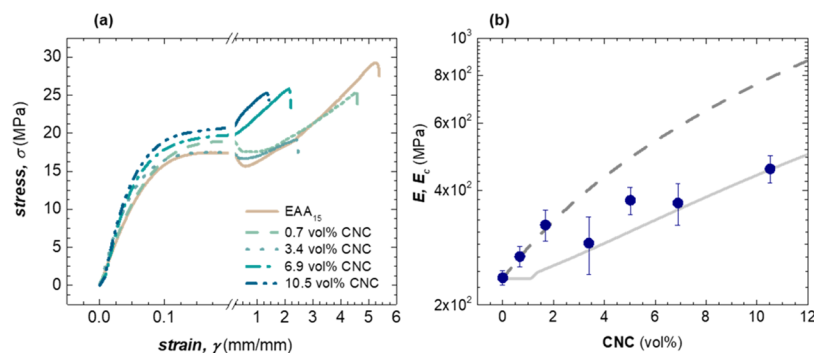 (a)
stress, σ (MPa)
30
25
20
15
10
5
0
EAA₁₅
0.7 vol% CNC
3.4 vol% CNC
6.9 vol% CNC
10.5 vol% CNC
0.0 0.1 1 2 3 4 5 6
strain, γ (mm/mm)
(b)
E, E_c (MPa)
10³
8x10²
6x10²
4x10²
2x10²
0 2 4 6 8 10 12
CNC (vol%)